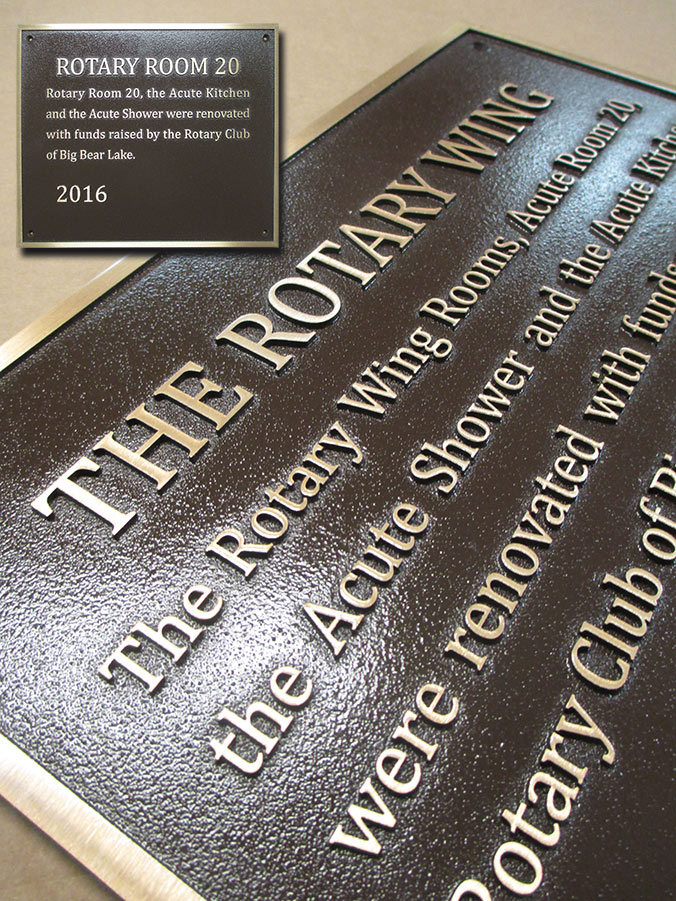 ROTARY ROOM 20
Rotary Room 20, the Acute Kitchen
and the Acute Shower were renovated
with funds raised by the Rotary Club
of Big Bear Lake.
2016
THE ROTARY WING
The Rotary Wing Rooms, Acute Room 20,
the Acute Shower and the Acute Kitchen
were renovated with funds
Rotary Club of